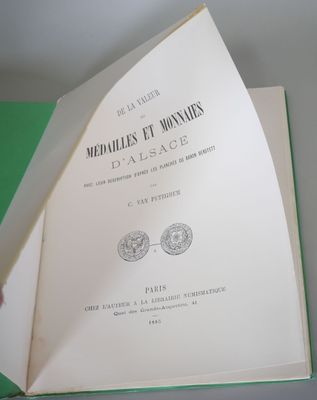 DE LA VALEUR
DES
MÉDAILLES ET MONNAIES
D'ALSACE
AVEC LEUR DESCRIPTION D'APRÈS LES PLANCHES DU BARON BERSTETT
PAR
C. VAN PETEGHEM
PARIS
CHEZ L'AUTEUR A LA LIBRAIRIE NUMISMATIQUE
Quai des Grands-Augustins, 41